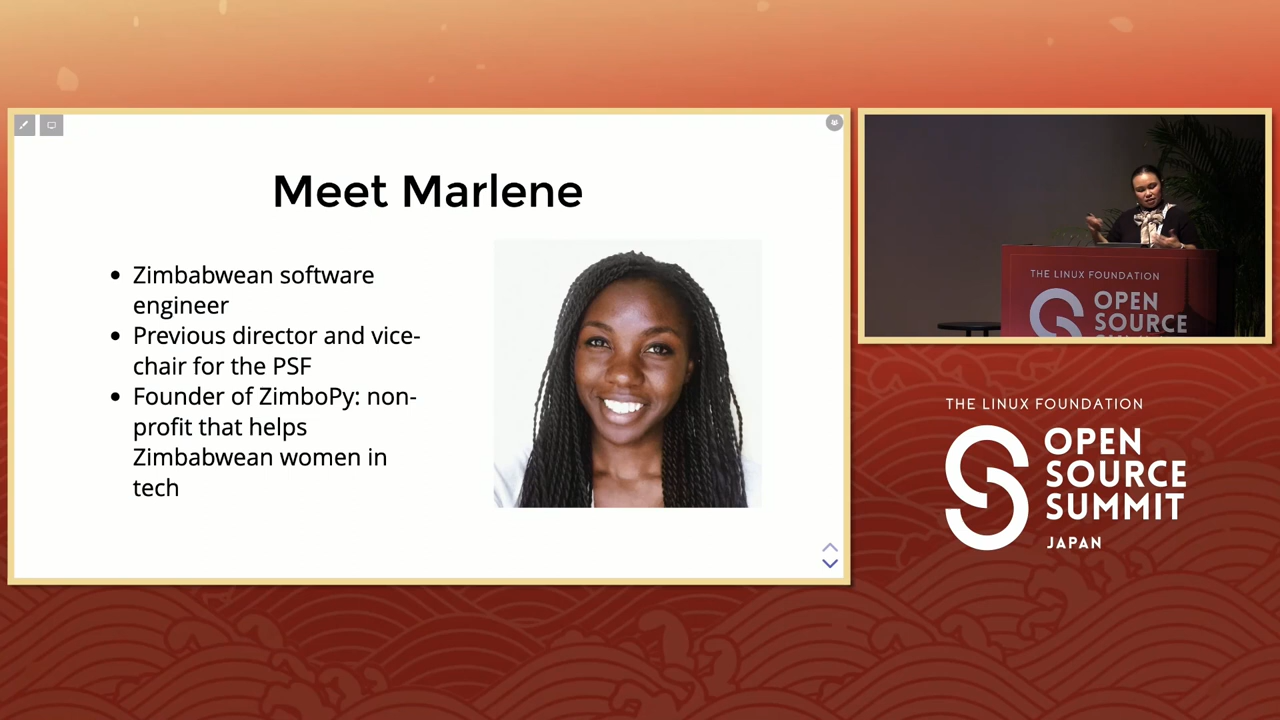 Meet Marlene
Zimbabwean software
engineer
Previous director and vice-
chair for the PSF
Founder of ZimboPy: non-
profit that helps
Zimbabwean women in
tech
THE LINUX FOUNDATION
OPEN
SOURCE
THE LINUX FOUNDATION
OPEN
SOURCE
SUMMIT
JAPAN